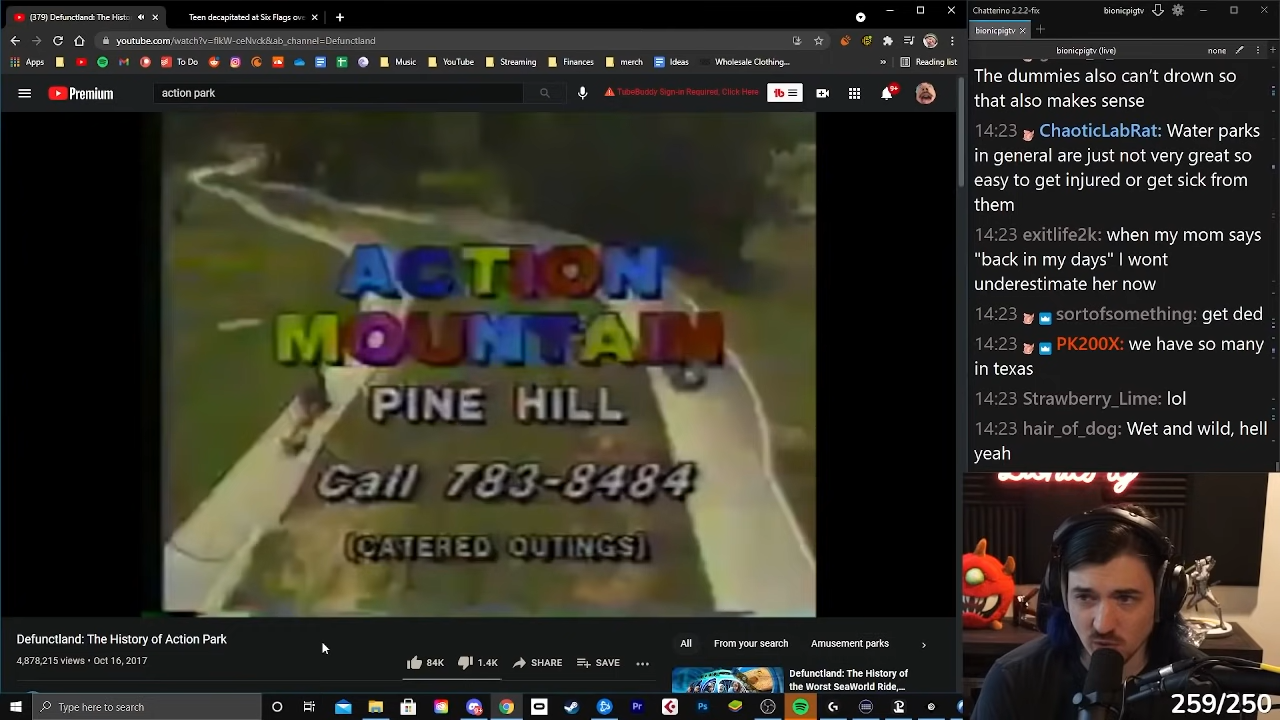 (379) Defunctland: The Histo
Teen decapitated at Six Flags ove
youtube.com/watch?v=flkW-ceNvck&ab_channel=Defunctland
Apps
To Do
Music
YouTube
Streaming
Finances
merch
Ideas
Wholesale Clothing...
Reading list
Premium
action park
TubeBuddy Sign-in Required, Click Here
tb
9+
ACTION
MOUNTAIN
PINE HILL
Call 783-8484
(CATERED OUTINGS)
Defunctland: The History of Action Park
4,878,215 views • Oct 16, 2017
84K
1.4K
SHARE
SAVE
All
From your search
Amusement parks
Defunctland: The History of
the Worst SeaWorld Ride,...
Type here to search
Pr
Ps
Chatterino 2.2.2-fix
bionicpigtv
bionicpigtv
bionicpigtv (live)
none
The dummies also can't drown so
that also makes sense
14:23 ChaoticLabRat: Water parks
in general are just not very great so
easy to get injured or get sick from
them
14:23 exitlife2k: when my mom says
"back in my days" I wont
underestimate her now
14:23 sortofsomething: get ded
14:23 PK200X: we have so many
in texas
14:23 Strawberry_Lime: lol
14:23 hair_of_dog: Wet and wild, hell
yeah
259/250